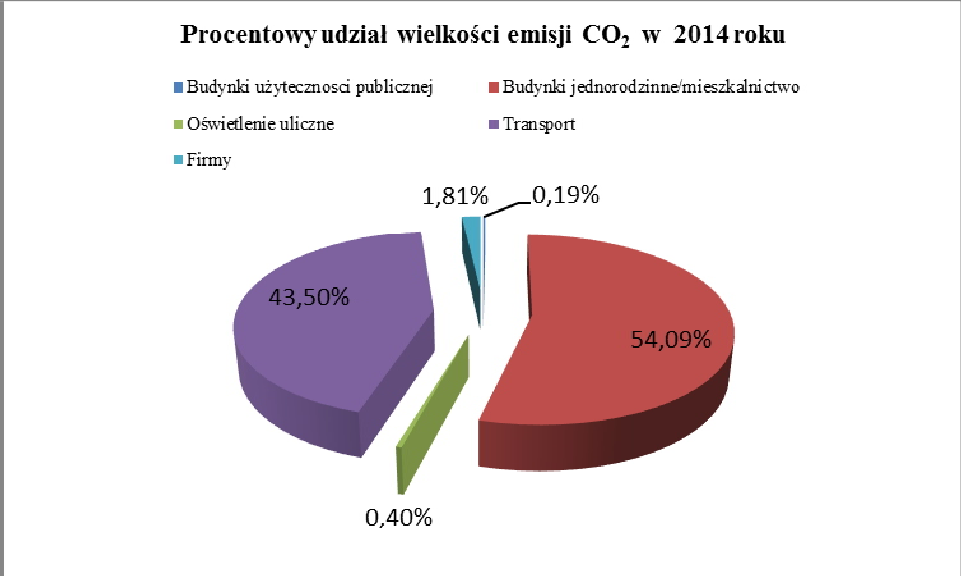 Procentowy udział wielkości emisji CO₂ w 2014 roku
Budynki użytecznosci publicznej
Budynki jednorodzinne/mieszkalnictwo
Oświetlenie uliczne
Transport
Firmy
1,81%
0,19%
43,50%
54,09%
0,40%